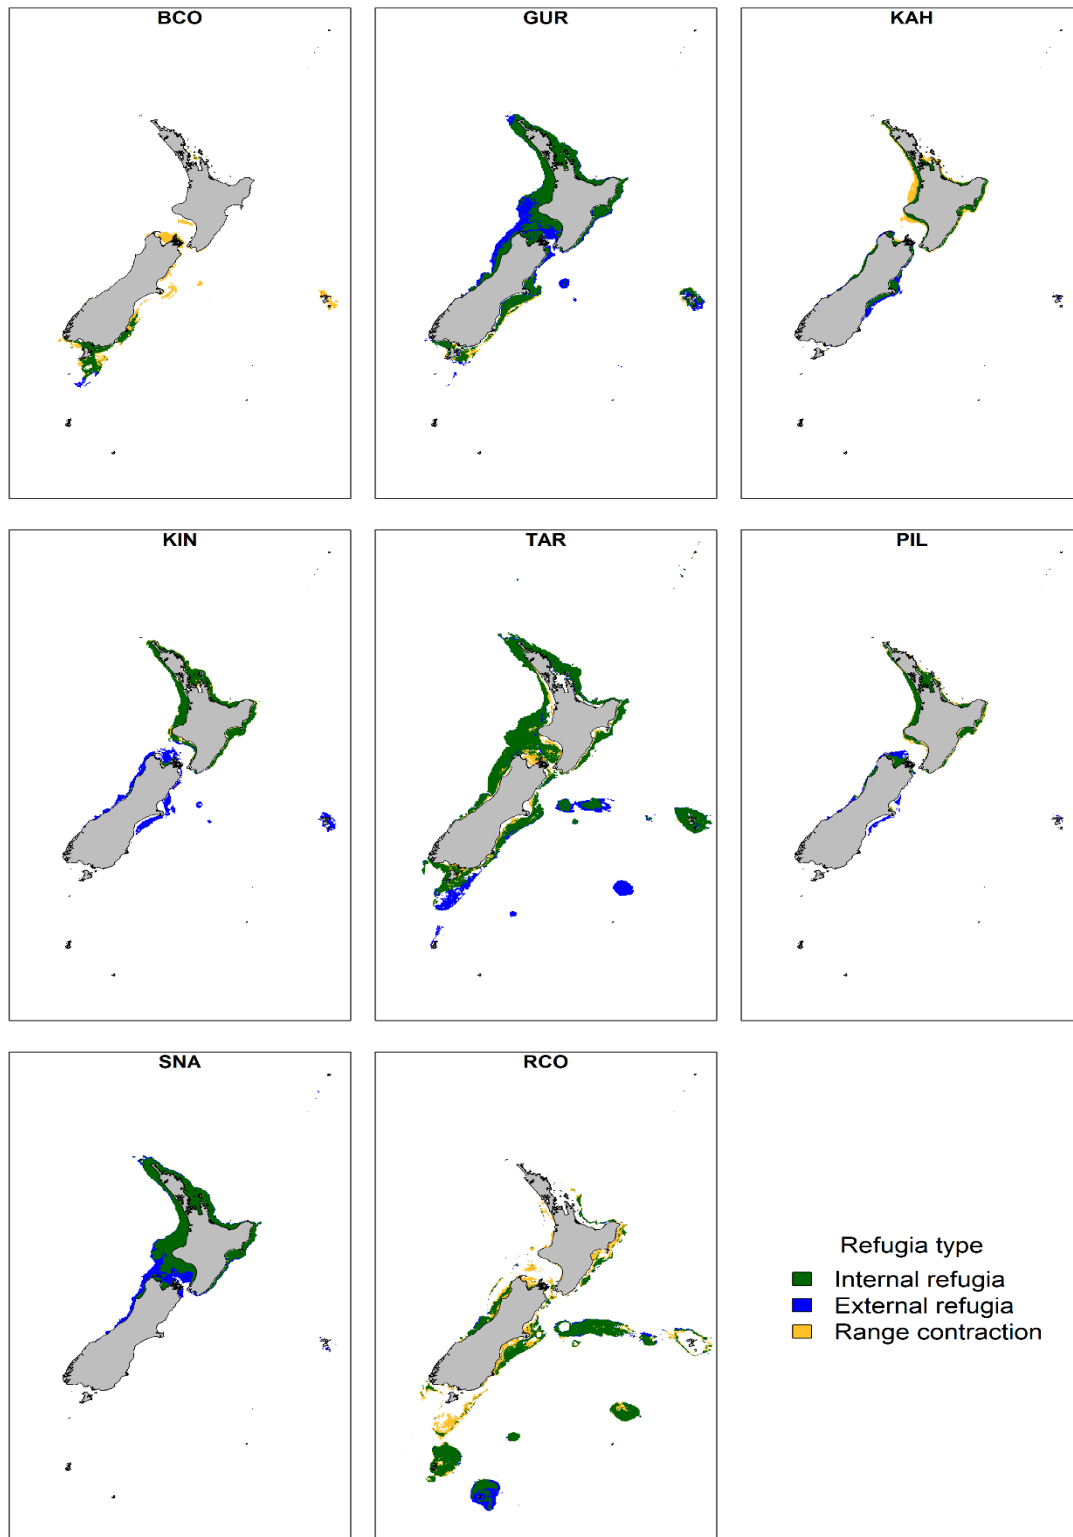 BCO
GUR
KAH
KIN
TAR
PIL
SNA
RCO
Refugia type
Internal refugia
External refugia
Range contraction